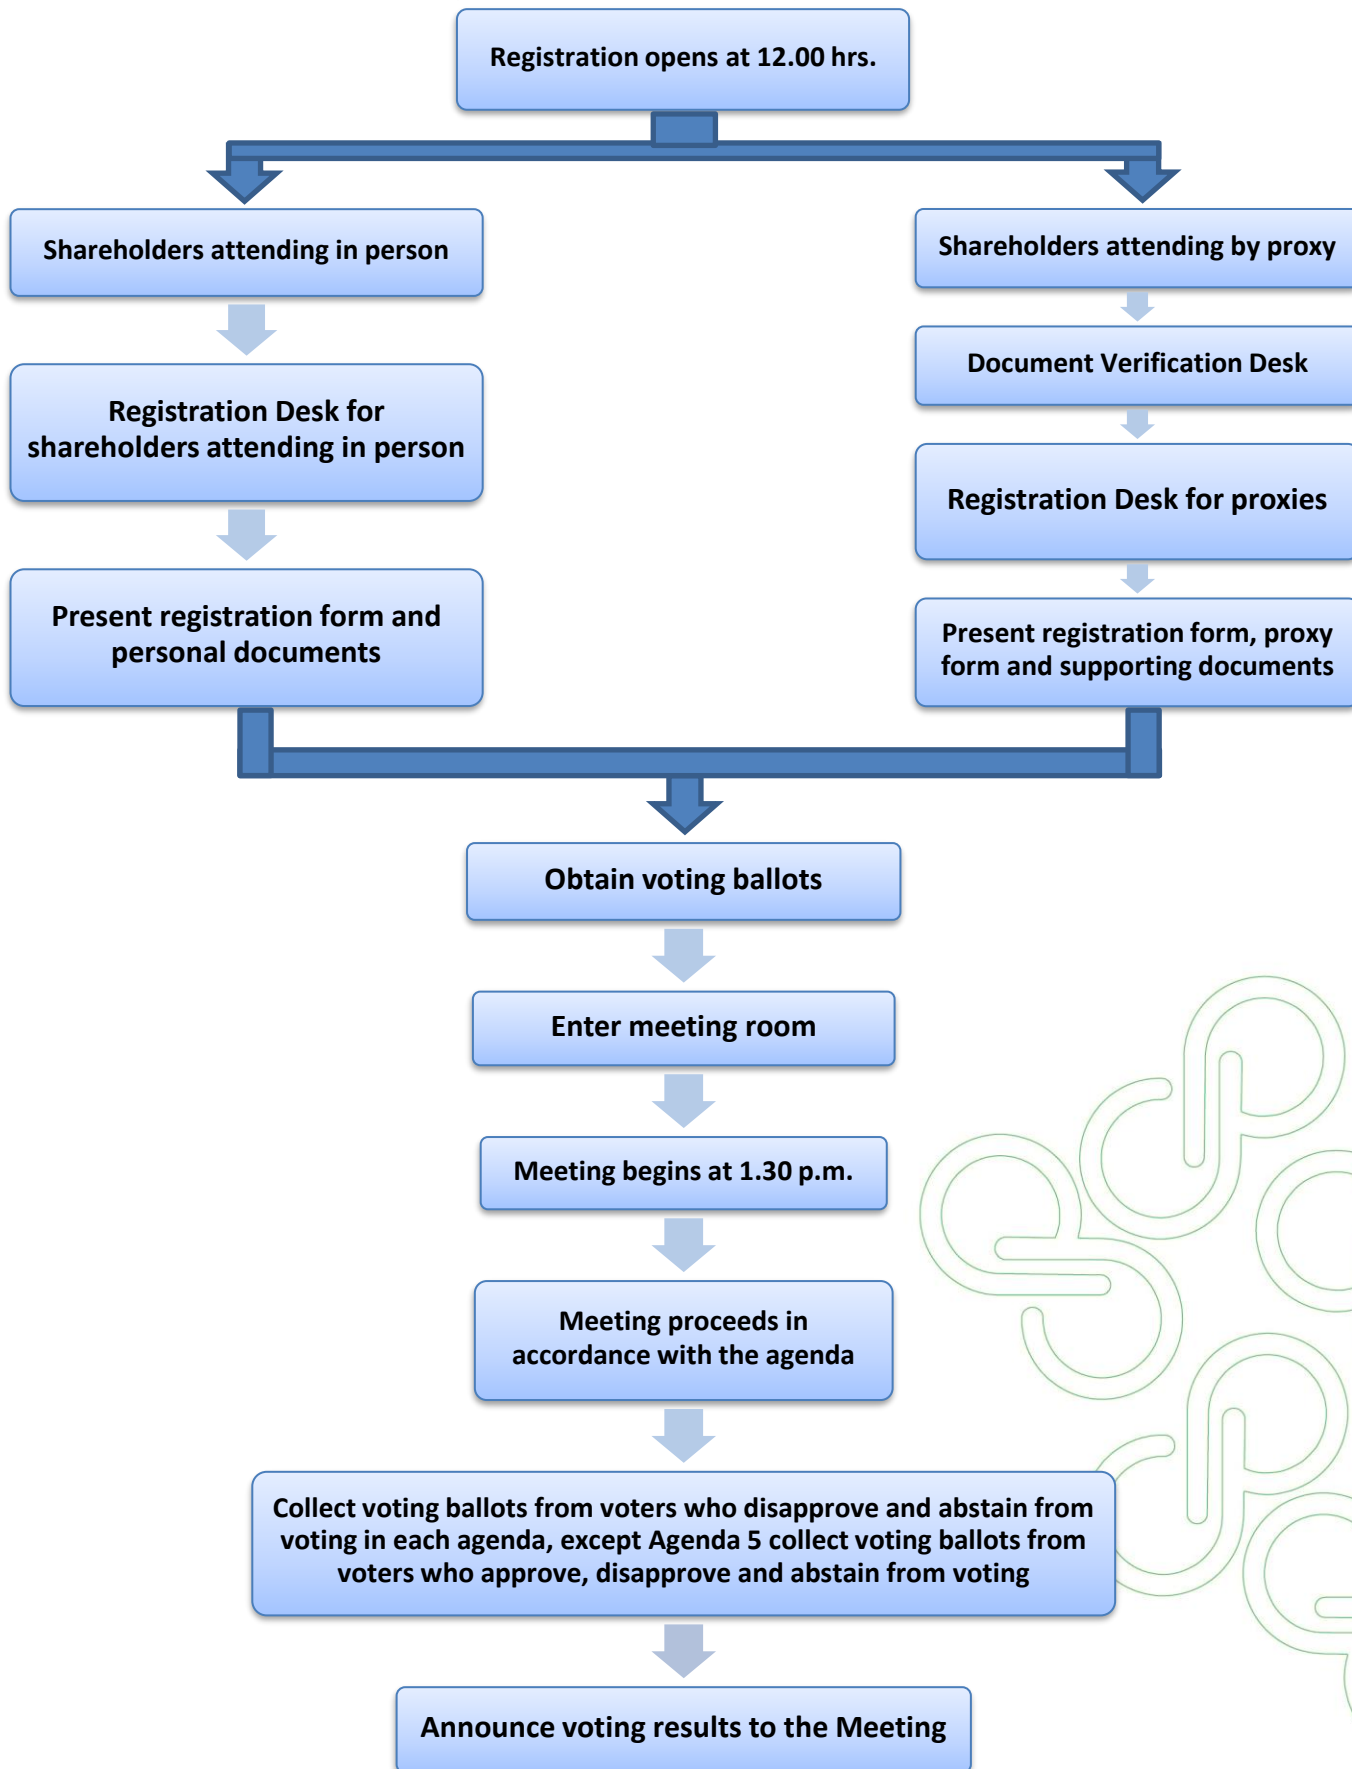 Registration opens at 12.00 hrs.
Shareholders attending in person
Registration Desk for
shareholders attending in person
Present registration form and
personal documents
Shareholders attending by proxy
Document Verification Desk
Registration Desk for proxies
Present registration form, proxy
form and supporting documents
Obtain voting ballots
Enter meeting room
Meeting begins at 1.30 p.m.
Meeting proceeds in
accordance with the agenda
Collect voting ballots from voters who disapprove and abstain from
voting in each agenda, except Agenda 5 collect voting ballots from
voters who approve, disapprove and abstain from voting
Announce voting results to the Meeting